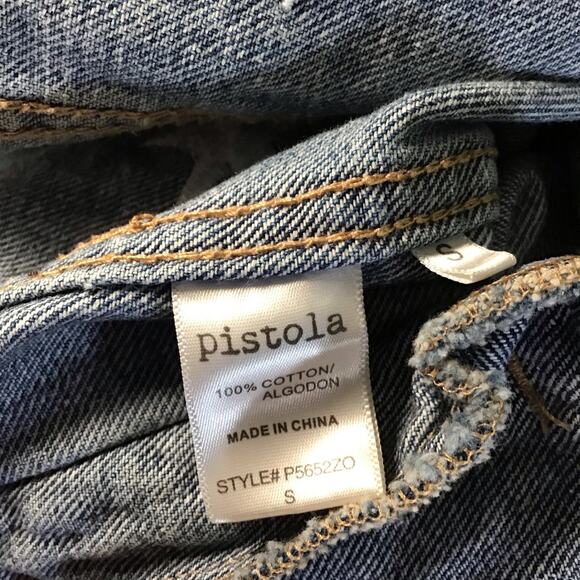 S
pistola
100% COTTON/
ALGODON
MADE IN CHINA
STYLE# P5652ZO
S